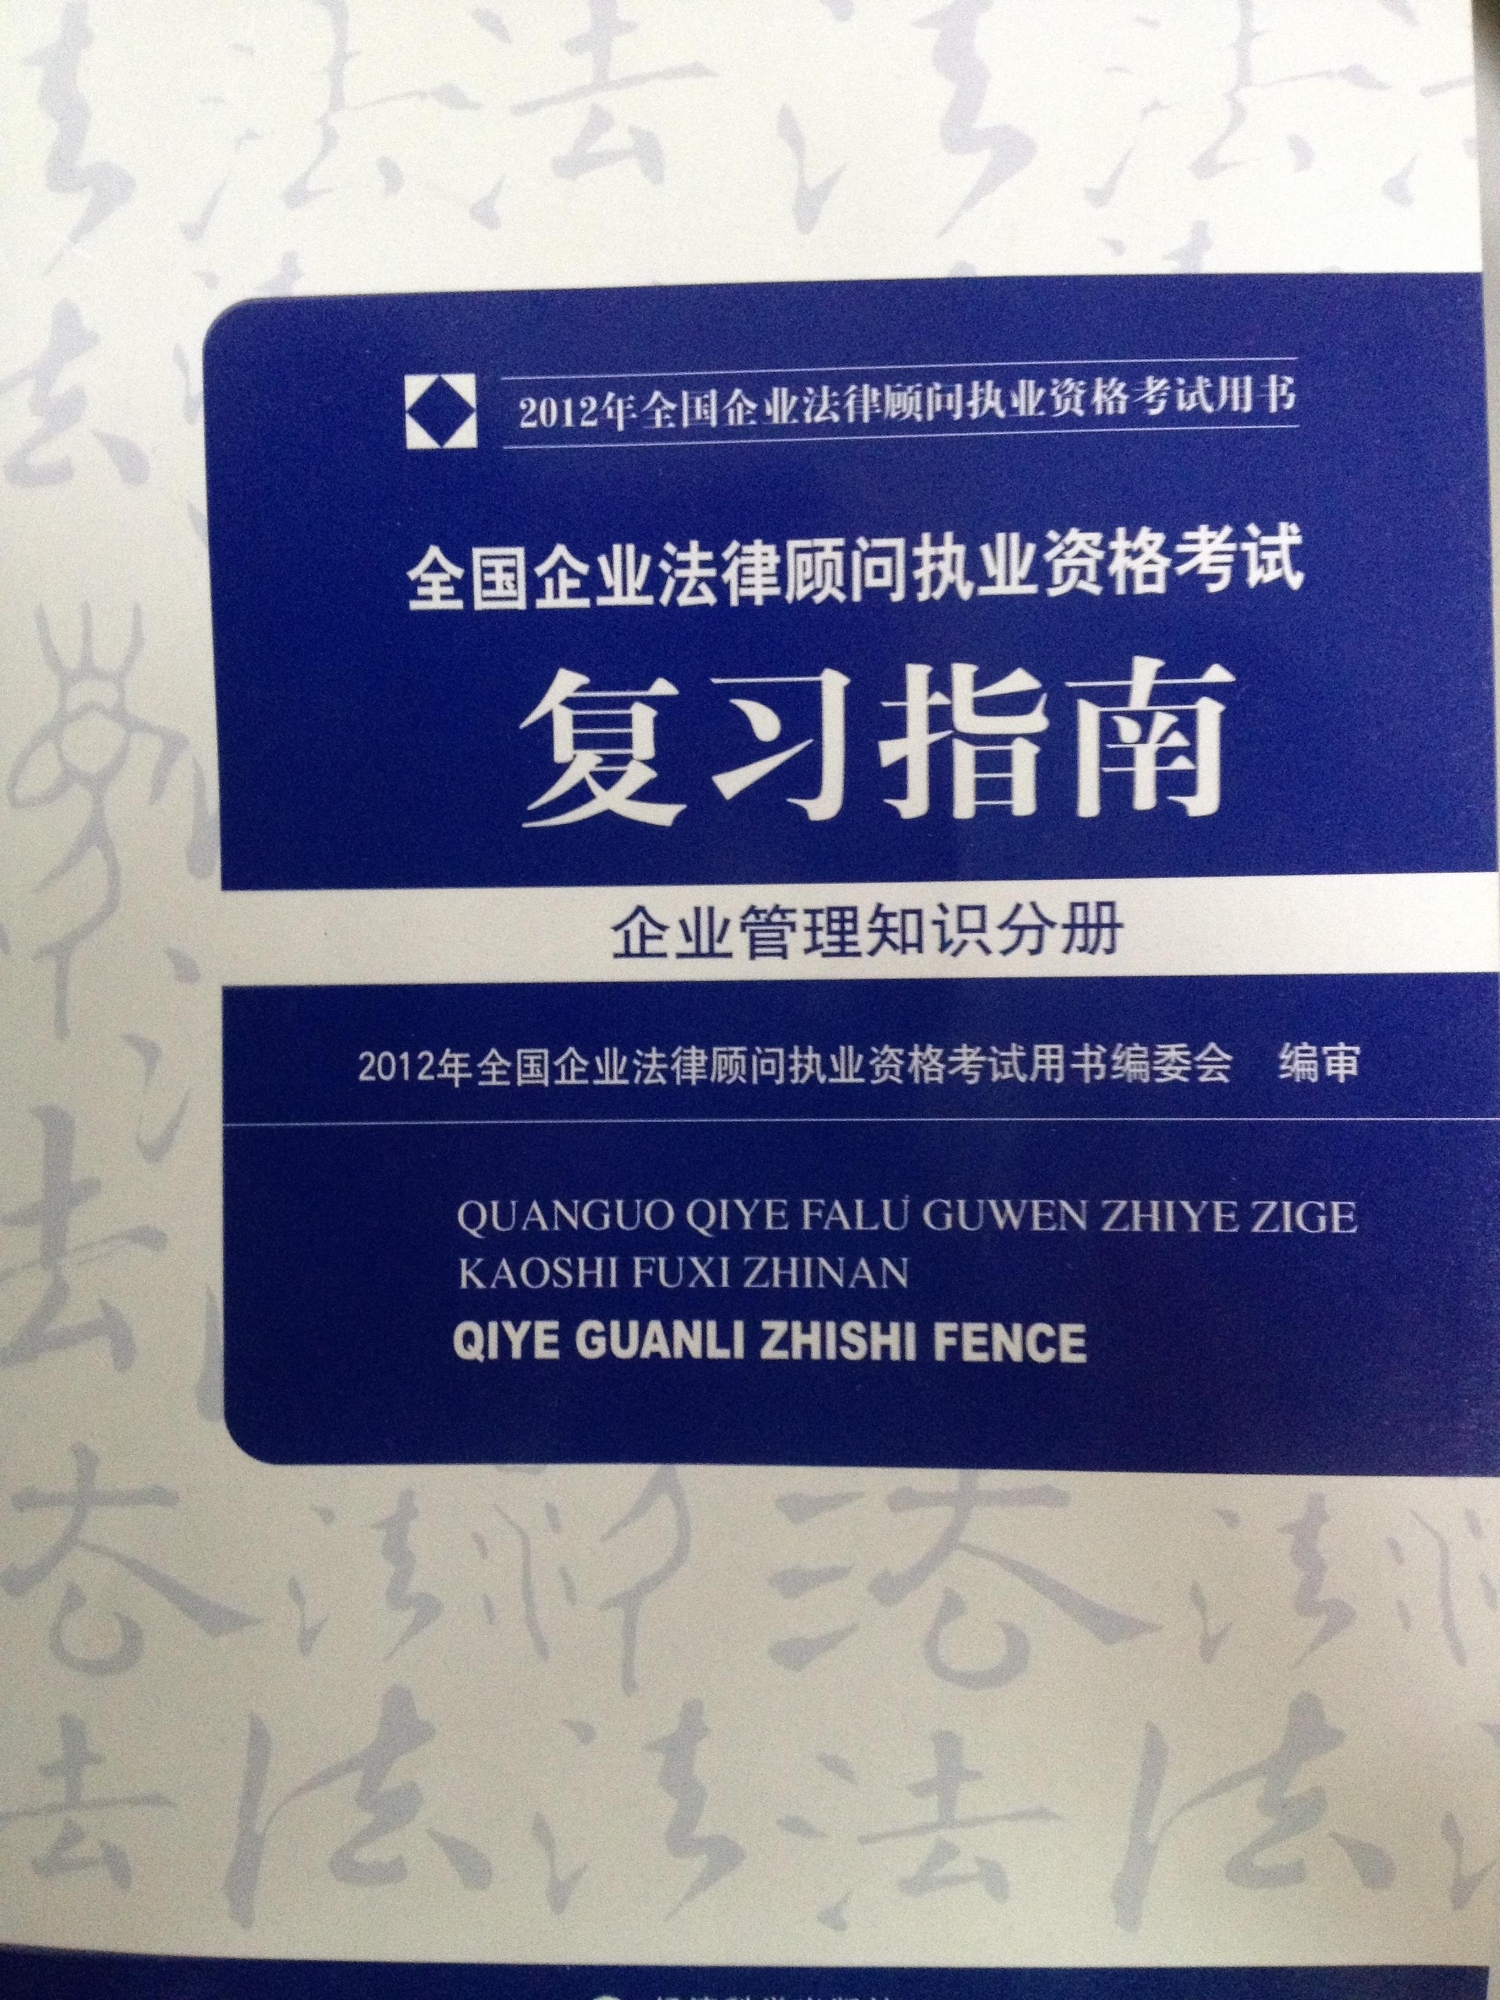 2012年全国企业法律顾问执业资格考试用书
全国企业法律顾问执业资格考试
复习指南
企业管理知识分册
2012年全国企业法律顾问执业资格考试用书编委会 编审
QUANGUO QIYE FALU GUWEN ZHIYE ZIGE
KAOSHI FUXI ZHINAN
QIYE GUANLI ZHISHI FENCE